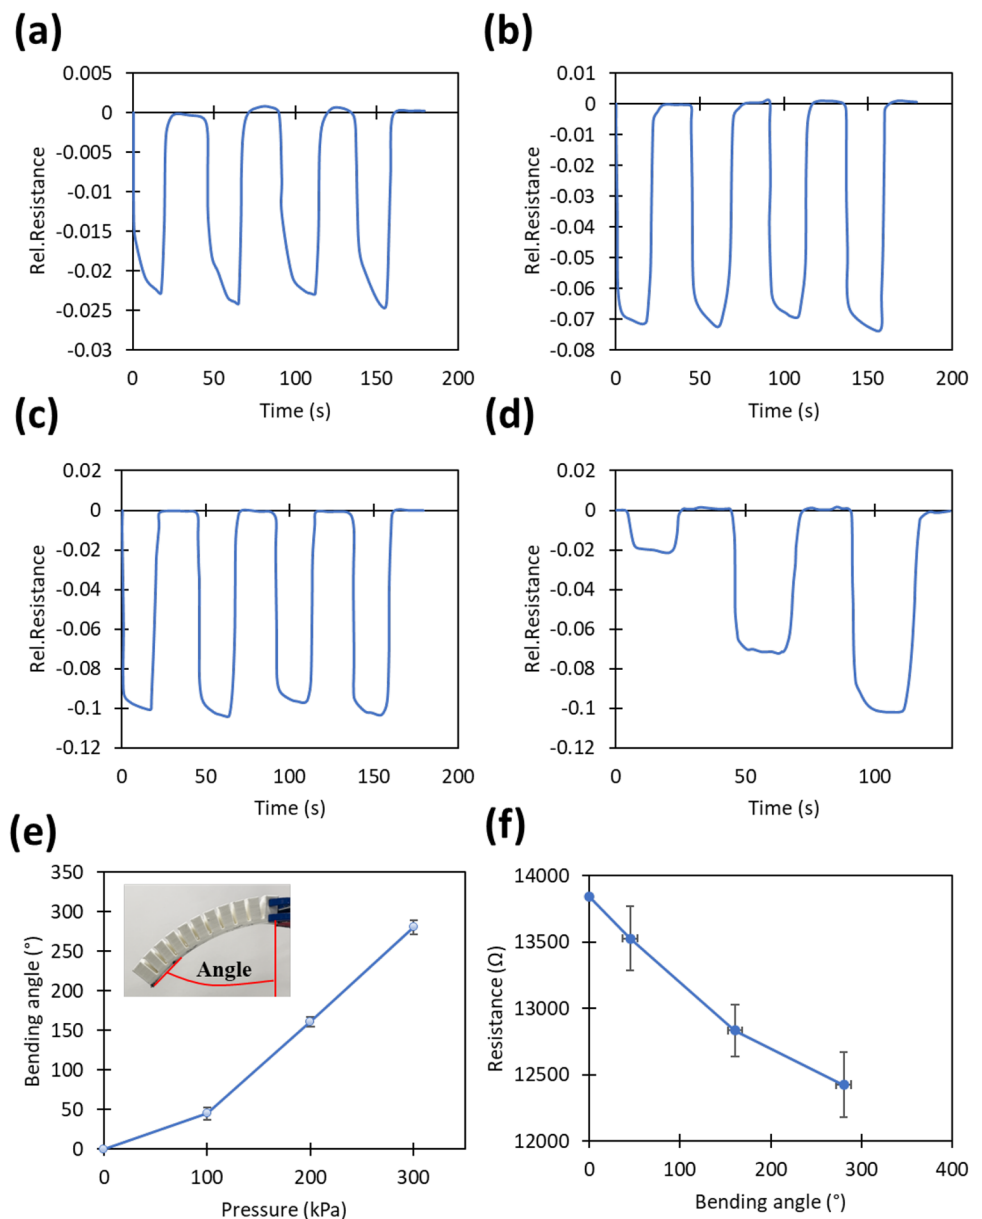 (a)
(b)
0.005
0
-0.005
-0.01
-0.015
-0.02
-0.025
-0.03
Rel.Resistance
0 50 100 150 200
Time (s)
0.01
0
-0.01
-0.02
-0.03
-0.04
-0.05
-0.06
-0.07
-0.08
Rel.Resistance
0 50 100 150 200
Time (s)
(c)
(d)
0.02
0
-0.02
-0.04
-0.06
-0.08
-0.1
-0.12
Rel.Resistance
0 50 100 150 200
Time (s)
0.02
0
-0.02
-0.04
-0.06
-0.08
-0.1
-0.12
Rel.Resistance
0 50 100
Time (s)
(e)
(f)
350
300
250
200
150
100
50
0
Bending angle (°)
Angle
0 100 200 300
Pressure (kPa)
14000
13500
13000
12500
12000
Resistance (Ω)
0 100 200 300 400
Bending angle (°)